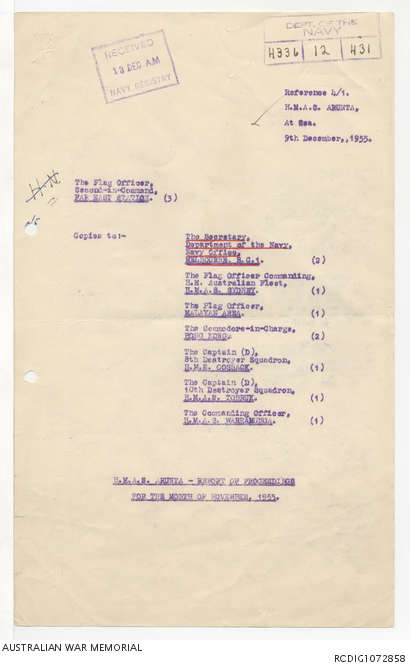 RECEIVED
13 DEC AM
NAVY REGISTRY
DEPT. OF THE
NAVY
4336 12 431
Reference 4/1.
H.M.A.S. ARUNTA,
At Sea.
9th December, 1955.
The Flag Officer,
Second-in-Command,
FAR EAST STATION. (3)
Copies to:-
The Secretary,
Department of the Navy,
Navy Office,
MELBOURNE, S.C.1. (2)
The Flag Officer Commanding,
H.M. Australian Fleet,
H.M.A.S. SYDNEY. (1)
The Flag Officer,
MALAYAN AREA. (1)
The Commodore-in-Charge,
HONG KONG. (2)
The Captain (D),
8th Destroyer Squadron,
H.M.S. COSSACK. (1)
The Captain (D),
10th Destroyer Squadron,
H.M.A.S. TOBRUK. (1)
The Commanding Officer,
H.M.A.S. WARRAMUNGA. (1)
H.M.A.S. ARUNTA - REPORT OF PROCEEDINGS
FOR THE MONTH OF NOVEMBER, 1955.
AUSTRALIAN WAR MEMORIAL
RCDIG1072858